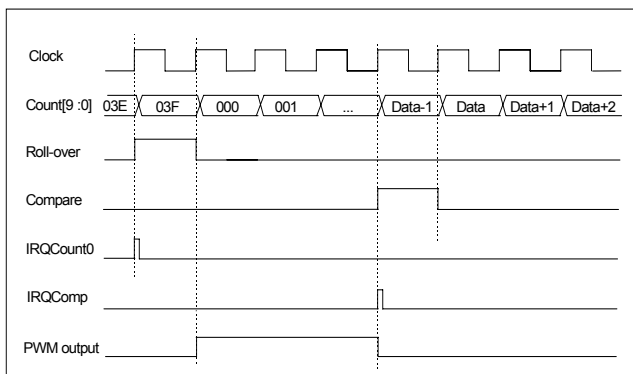 Clock
Count[9 :0] 03E 03F 000 001 ... Data-1 Data Data+1 Data+2
Roll-over
Compare
IRQCount0
IRQComp
PWM output